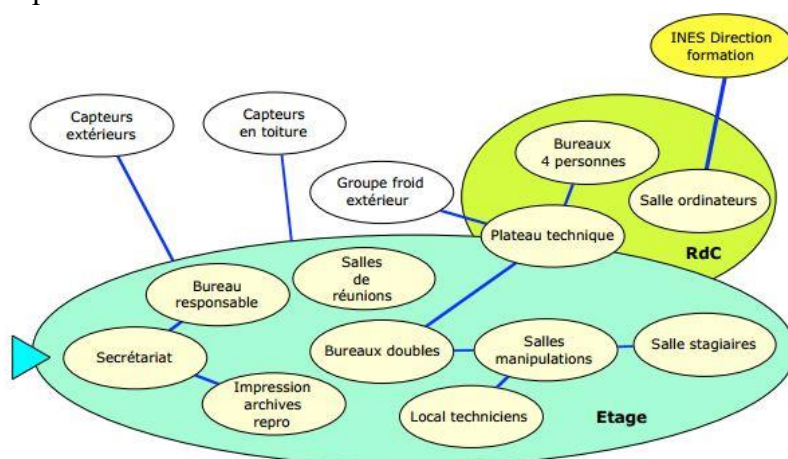 INES Direction
formation
Capteurs
extérieurs
Capteurs
en toiture
Bureaux
4 personnes
Groupe froid
extérieur
Salle ordinateurs
Plateau technique
RdC
Salles
de
réunions
Bureau
responsable
Secrétariat
Bureaux doubles
Salles
manipulations
Salle stagiaires
Impression
archives
repro
Local techniciens
Etage